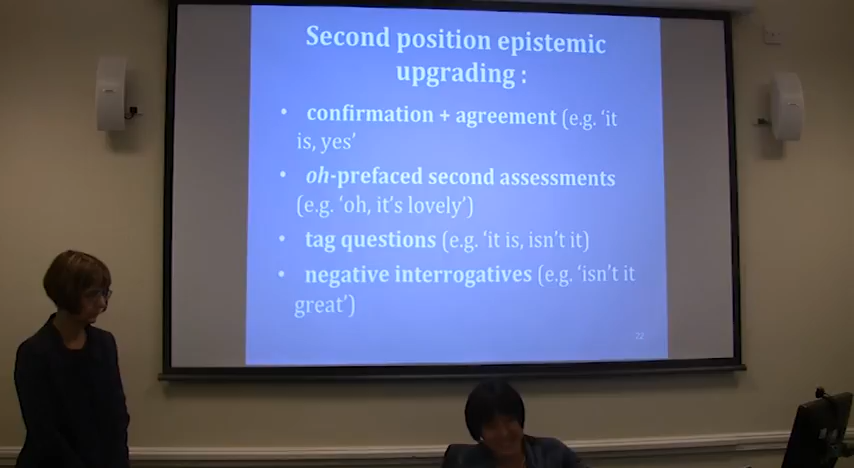 Second position epistemic
upgrading :
• confirmation + agreement (e.g. ‘it
is, yes’
• oh-prefaced second assessments
(e.g. ‘oh, it’s lovely’)
• tag questions (e.g. ‘it is, isn’t it)
• negative interrogatives (e.g. ‘isn’t it
great’)
22